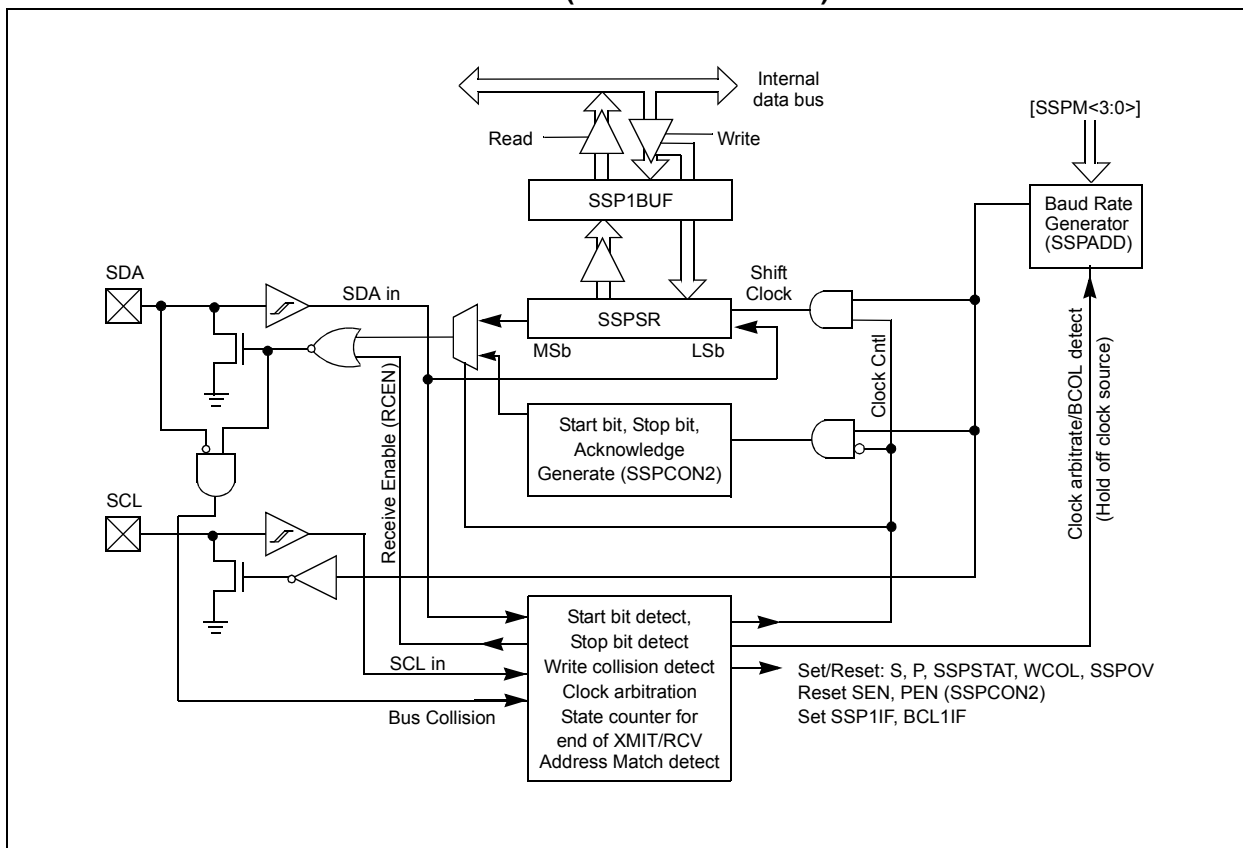 Internal
data bus
[SSPM<3:0>]
Read
Write
SSP1BUF
Baud Rate
Generator
(SSPADD)
SDA
SDA in
Shift
Clock
SSPSR
MSb
LSb
Clock Cntl
Receive Enable (RCEN)
Start bit, Stop bit,
Acknowledge
Generate (SSPCON2)
Clock arbitrate/BCOL detect
(Hold off clock source)
SCL
SCL in
Bus Collision
Start bit detect,
Stop bit detect
Write collision detect
Clock arbitration
State counter for
end of XMIT/RCV
Address Match detect
Set/Reset: S, P, SSPSTAT, WCOL, SSPOV
Reset SEN, PEN (SSPCON2)
Set SSP1IF, BCL1IF